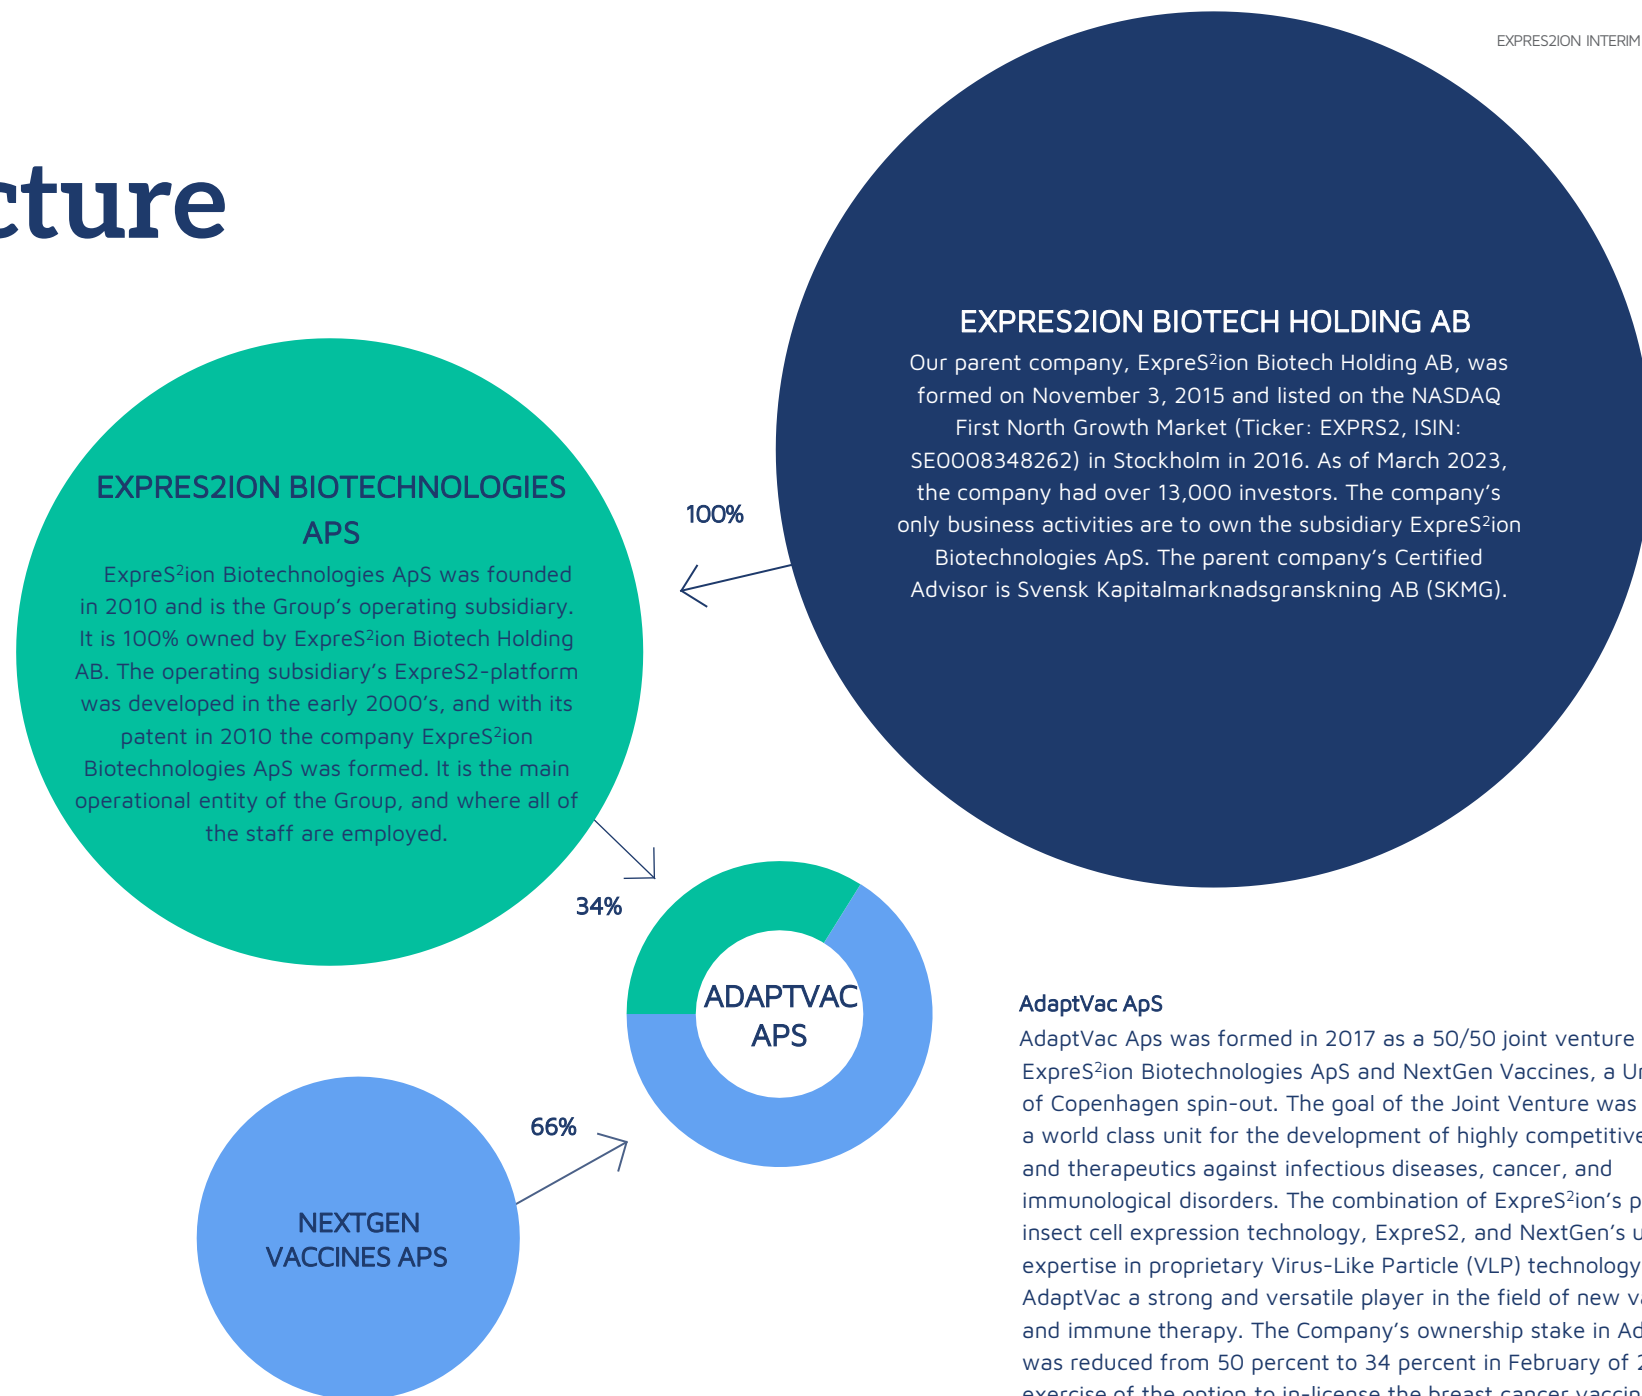 EXPRES2ION INTERIM
cture
EXPRES2ION BIOTECH HOLDING AB
Our parent company, ExpreS²ion Biotech Holding AB, was
formed on November 3, 2015 and listed on the NASDAQ
First North Growth Market (Ticker: EXPRS2, ISIN:
SE0008348262) in Stockholm in 2016. As of March 2023,
the company had over 13,000 investors. The company’s
only business activities are to own the subsidiary ExpreS²ion
Biotechnologies ApS. The parent company’s Certified
Advisor is Svensk Kapitalmarknadsgranskning AB (SKMG).
EXPRES2ION BIOTECHNOLOGIES
APS
ExpreS²ion Biotechnologies ApS was founded
in 2010 and is the Group’s operating subsidiary.
It is 100% owned by ExpreS²ion Biotech Holding
AB. The operating subsidiary’s ExpreS2-platform
was developed in the early 2000’s, and with its
patent in 2010 the company ExpreS²ion
Biotechnologies ApS was formed. It is the main
operational entity of the Group, and where all of
the staff are employed.
100%
34%
ADAPTVAC
APS
66%
NEXTGEN
VACCINES APS
AdaptVac ApS
AdaptVac Aps was formed in 2017 as a 50/50 joint venture
ExpreS²ion Biotechnologies ApS and NextGen Vaccines, a
of Copenhagen spin-out. The goal of the Joint Venture was
a world class unit for the development of highly competitive
and therapeutics against infectious diseases, cancer, and
immunological disorders. The combination of ExpreS²ion’s
insect cell expression technology, ExpreS2, and NextGen’s
expertise in proprietary Virus-Like Particle (VLP) technology
AdaptVac a strong and versatile player in the field of new
and immune therapy. The Company’s ownership stake in
was reduced from 50 percent to 34 percent in February of
exercise of the option to in-license the breast cancer